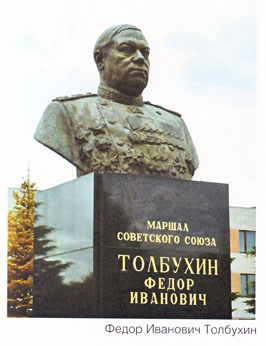 МАРШАЛ
СОВЕТСКОГО СОЮЗА
ТОЛБУХИН
ФЕДОР
ИВАНОВИЧ
Федор Иванович Толбухин